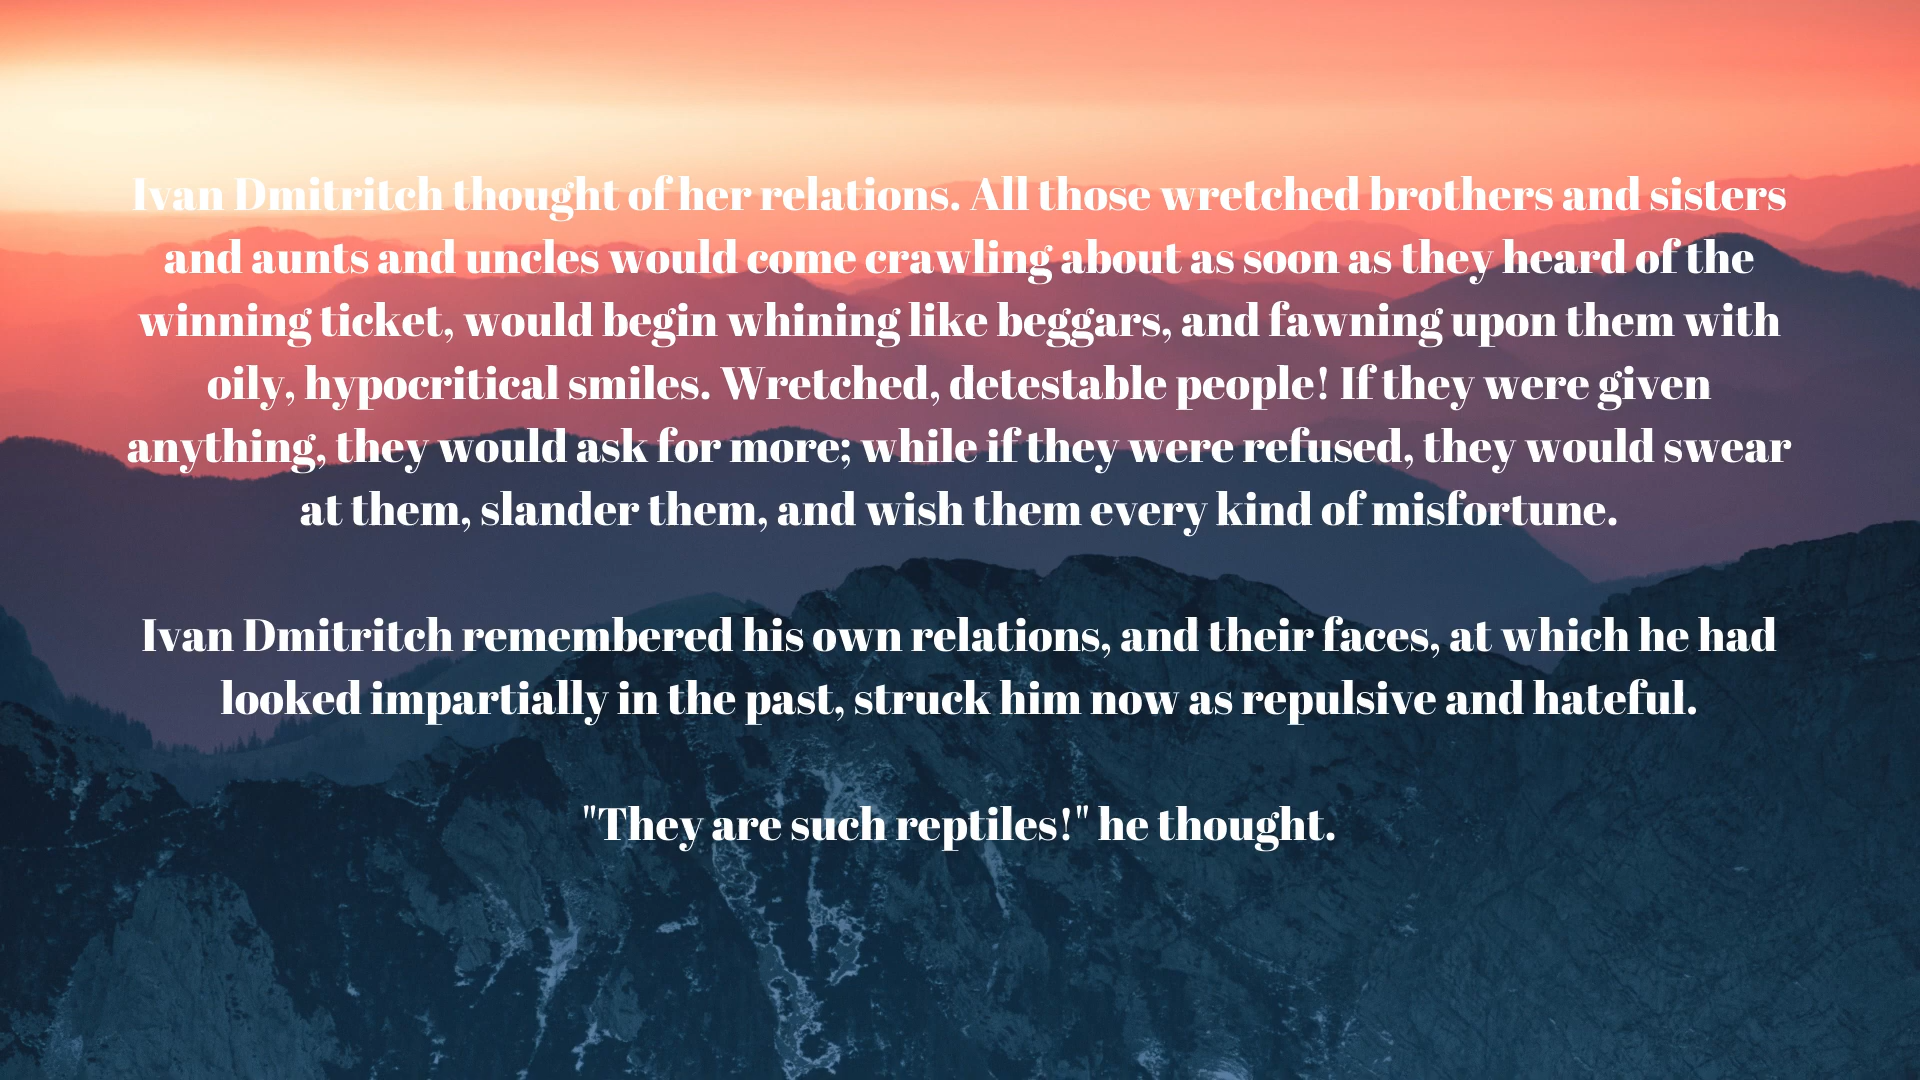 Ivan Dmitritch thought of her relations. All those wretched brothers and sisters
and aunts and uncles would come crawling about as soon as they heard of the
winning ticket, would begin whining like beggars, and fawning upon them with
oily, hypocritical smiles. Wretched, detestable people! If they were given
anything, they would ask for more; while if they were refused, they would swear
at them, slander them, and wish them every kind of misfortune.
Ivan Dmitritch remembered his own relations, and their faces, at which he had
looked impartially in the past, struck him now as repulsive and hateful.
"They are such reptiles!" he thought.